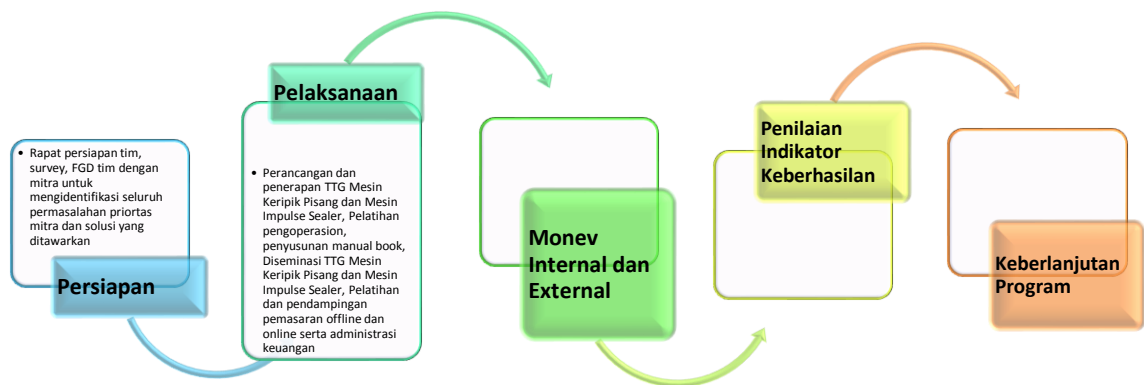 • Rapat persiapan tim,
survey, FGD tim dengan
mitra untuk
mengidentifikasi seluruh
permasalahan priortas
mitra dan solusi yang
ditawarkan
Persiapan
Pelaksanaan
• Perancangan dan
penerapan TTG Mesin
Keripik Pisang dan Mesin
Impulse Sealer, Pelatihan
pengoperasion,
penyusunan manual book,
Diseminasi TTG Mesin
Keripik Pisang dan Mesin
Impulse Sealer, Pelatihan
dan pendampingan
pemasaran offline dan
online serta administrasi
keuangan
Monev
Internal dan
External
Penilaian
Indikator
Keberhasilan
Keberlanjutan
Program